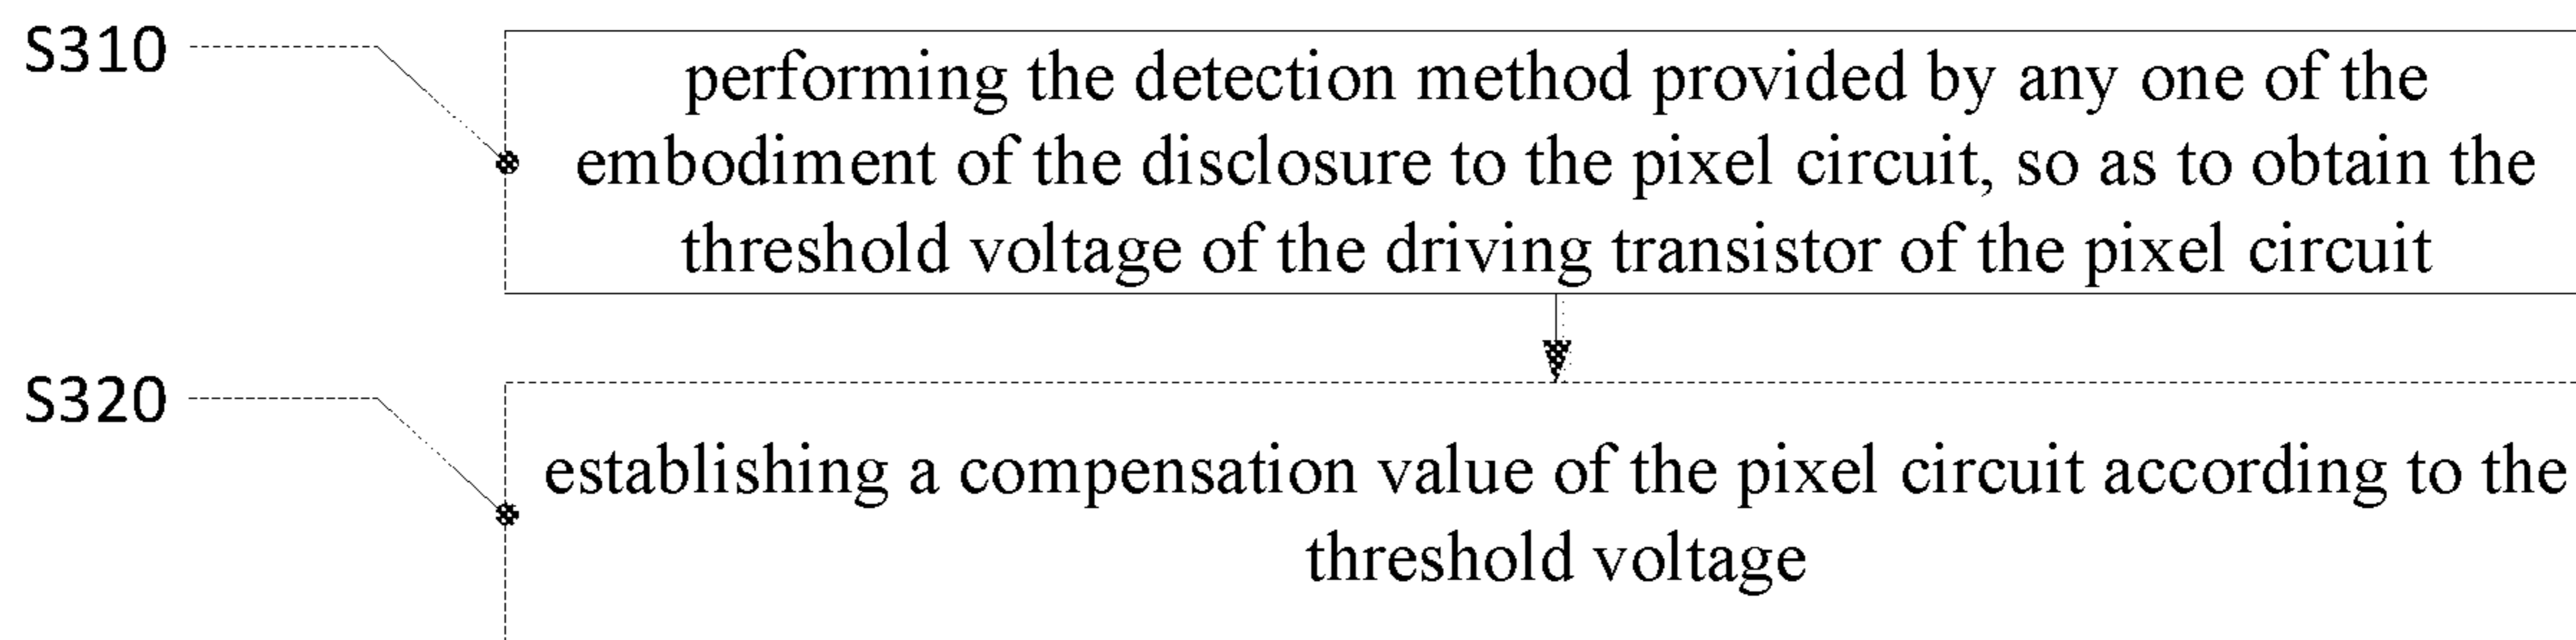 S310
performing the detection method provided by any one of the
embodiment of the disclosure to the pixel circuit, so as to obtain the
threshold voltage of the driving transistor of the pixel circuit
S320
establishing a compensation value of the pixel circuit according to the
threshold voltage